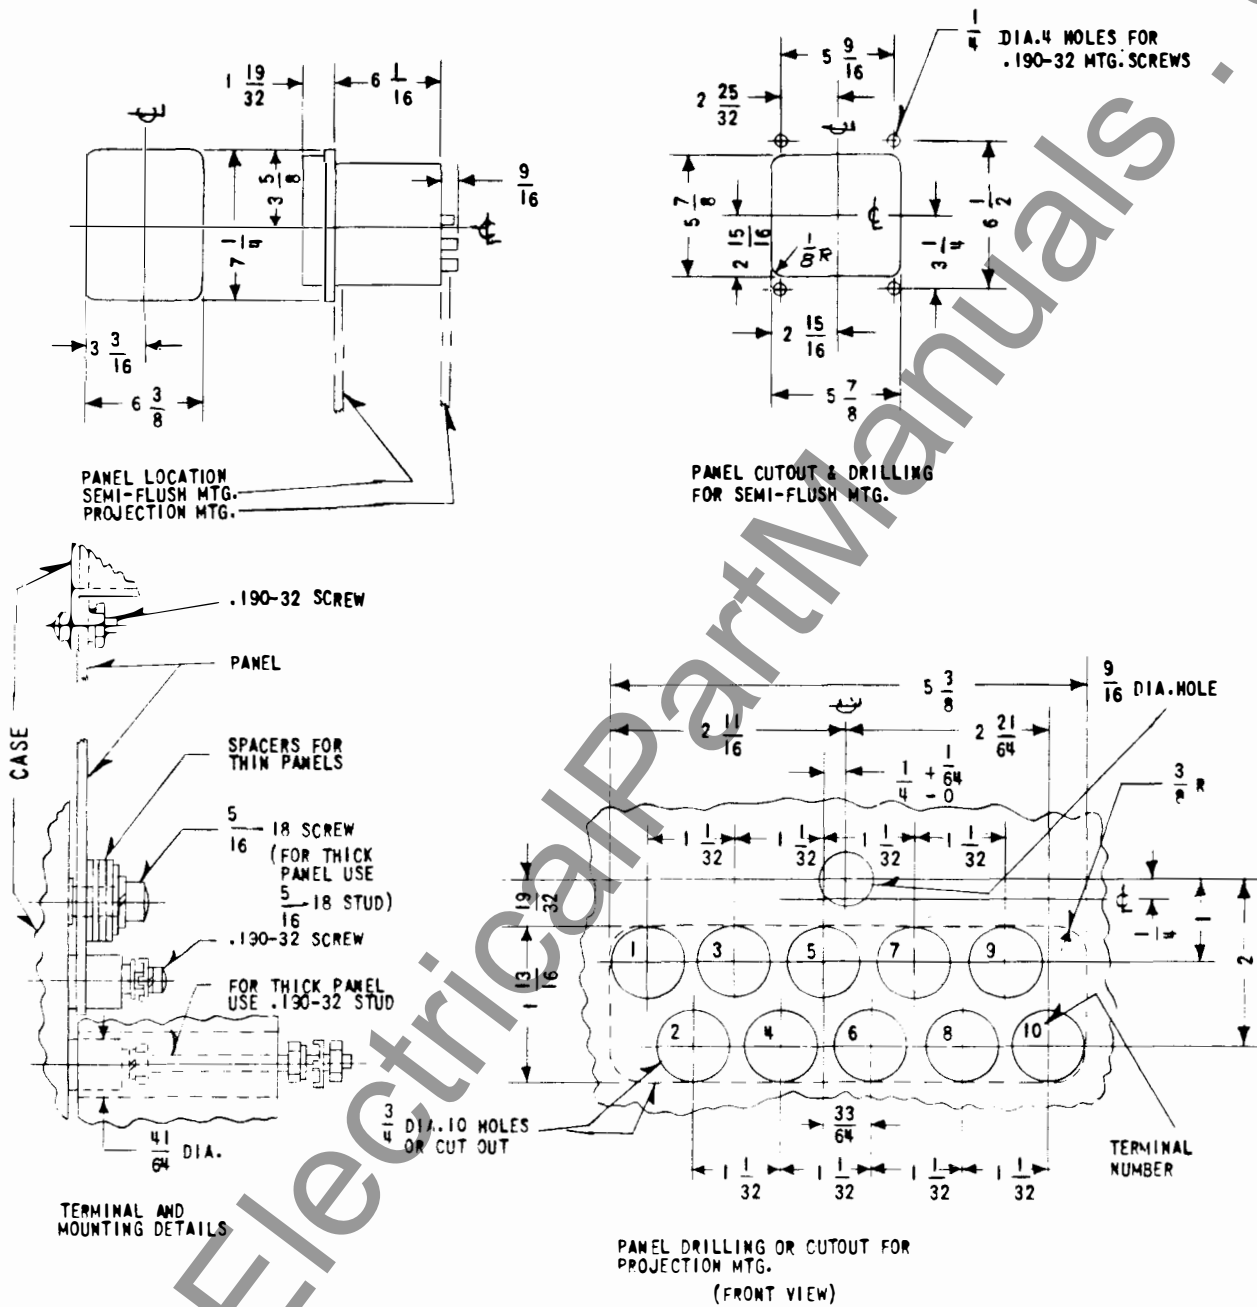 1 19/32
6 1/16
5 9/16
1/4 DIA.4 HOLES FOR
.190-32 MTG.SCREWS
2 25/32
3 5/8
9/16
7 1/4
5 7/8
2 15/16
1/8 R
6 1/2
3 1/4
3 3/16
6 3/8
2 15/16
5 7/8
PANEL LOCATION
SEMI-FLUSH MTG.
PROJECTION MTG.
PANEL CUTOUT & DRILLING
FOR SEMI-FLUSH MTG.
.190-32 SCREW
PANEL
CASE
SPACERS FOR
THIN PANELS
5/16-18 SCREW
(FOR THICK
PANEL USE
5/16-18 STUD)
.190-32 SCREW
FOR THICK PANEL
USE .190-32 STUD
41/64 DIA.
TERMINAL AND
MOUNTING DETAILS
5 3/8
9/16 DIA.HOLE
2 11/16
2 21/64
1/4 + 1/64 - 0
3/8 R
1 1/32
1 1/32
1 1/32
1 1/32
19/32
1/4
1
2
1 13/16
1
3
5
7
9
2
4
6
8
10
3/4 DIA.10 HOLES
OR CUT OUT
33/64
1 1/32
1 1/32
1 1/32
1 1/32
TERMINAL
NUMBER
PANEL DRILLING OR CUTOUT FOR
PROJECTION MTG.
(FRONT VIEW)
ElectricalPartManuals .